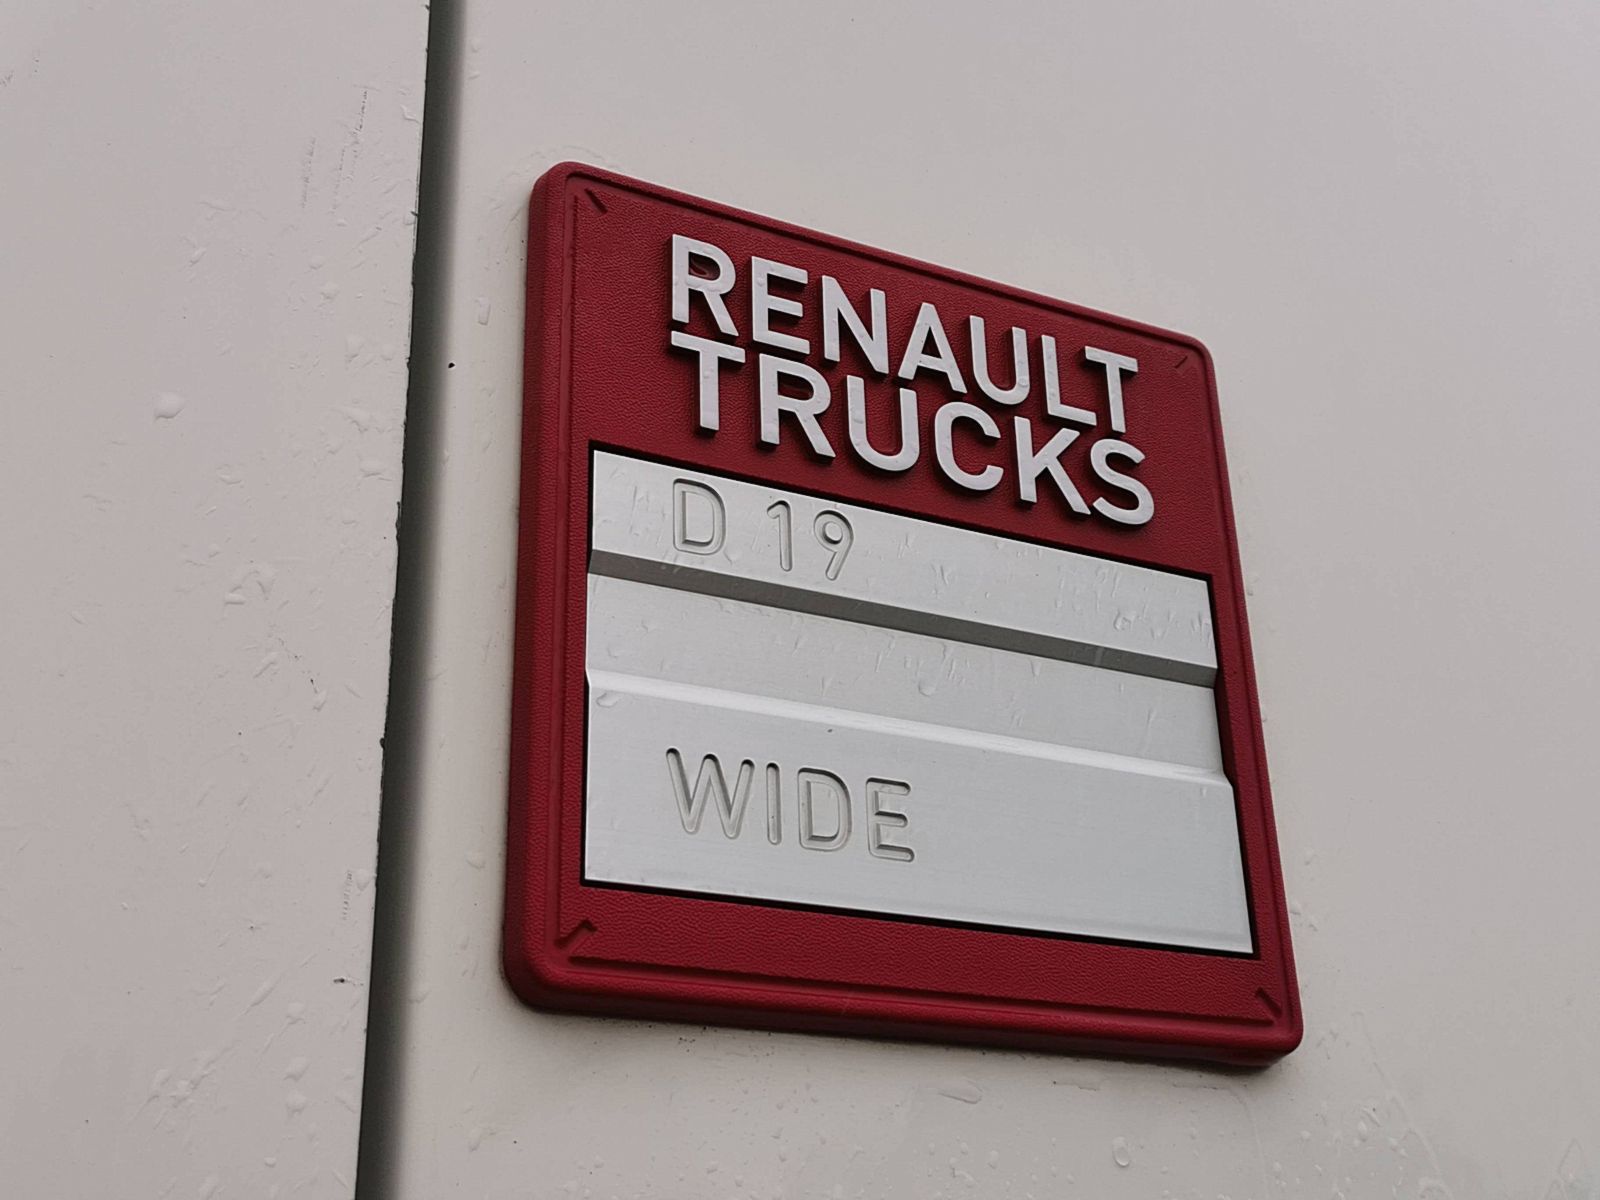 RENAULT
TRUCKS
D 19
WIDE